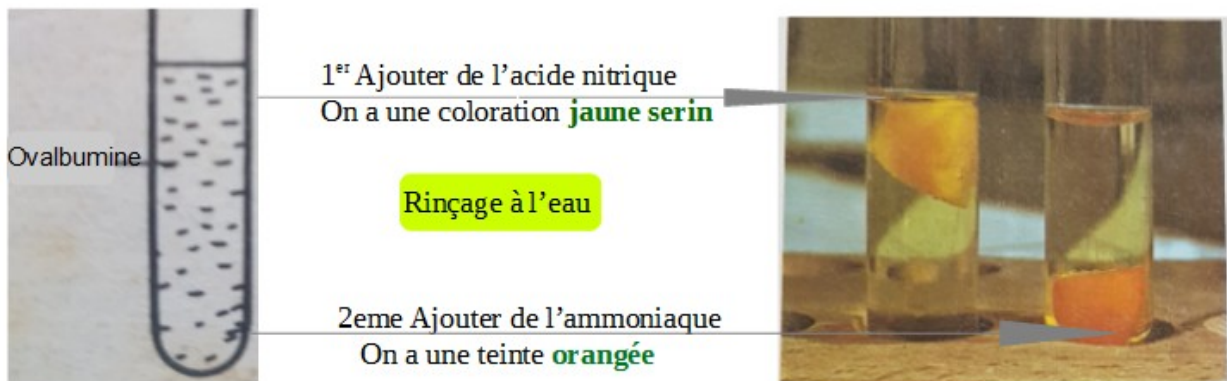 1er Ajouter de l'acide nitrique
On a une coloration jaune serin
Ovalbumine
Rinçage à l'eau
2eme Ajouter de l'ammoniaque
On a une teinte orangée